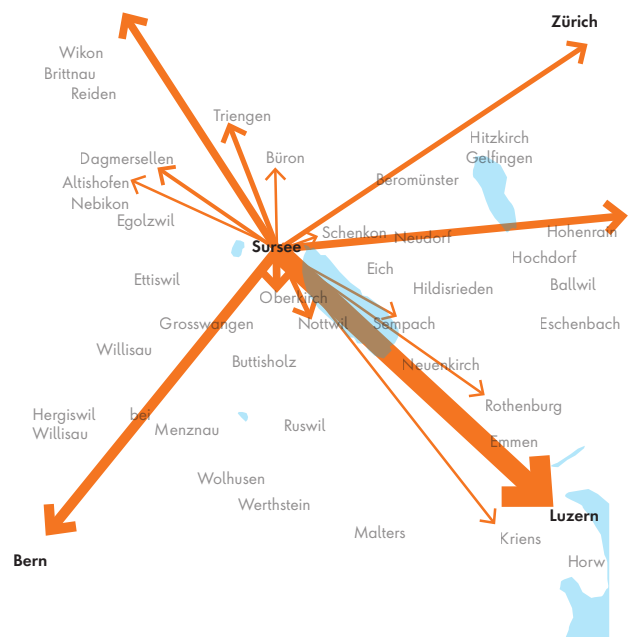 Zürich
Wikon
Brittnau
Reiden
Triengen
Hitzkirch
Gelfingen
Dagmersellen
Büron
Altishofen
Beromünster
Nebikon
Egolzwil
Schenkon
Neudorf
Hohenrain
Sursee
Hochdorf
Eich
Ettiswil
Hildisrieden
Ballwil
Oberkirch
Grosswangen
Nottwil
Sempach
Eschenbach
Willisau
Buttisholz
Neuenkirch
Rothenburg
Hergiswil bei
Willisau
Menznau
Ruswil
Emmen
Wolhusen
Werthstein
Luzern
Malters
Kriens
Bern
Horw